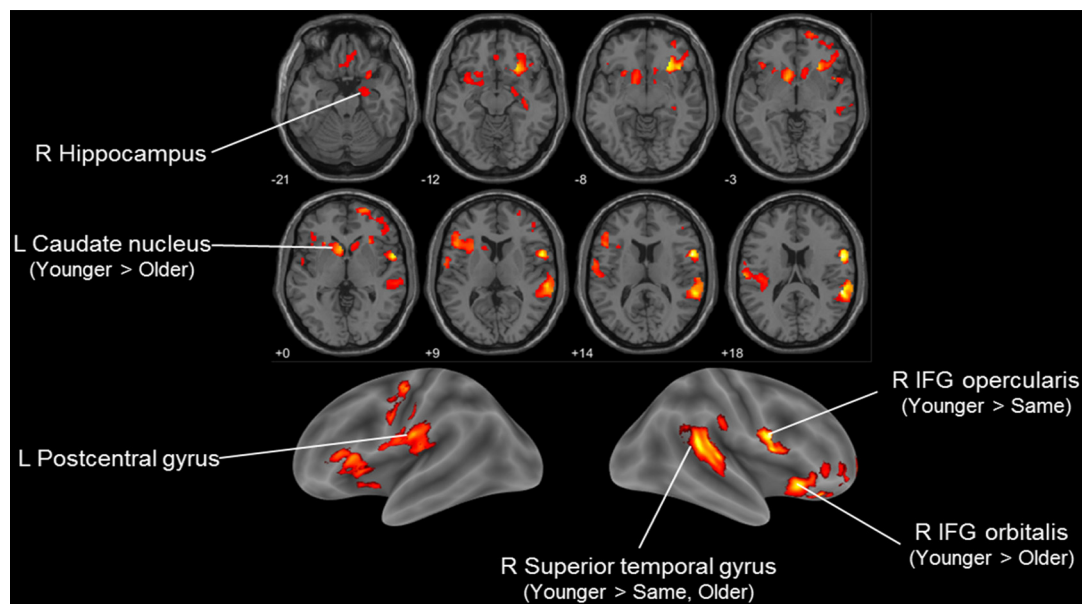 R Hippocampus
-21
-12
-8
-3
L Caudate nucleus
(Younger > Older)
+0
+9
+14
+18
R IFG opercularis
(Younger > Same)
L Postcentral gyrus
R IFG orbitalis
(Younger > Older)
R Superior temporal gyrus
(Younger > Same, Older)